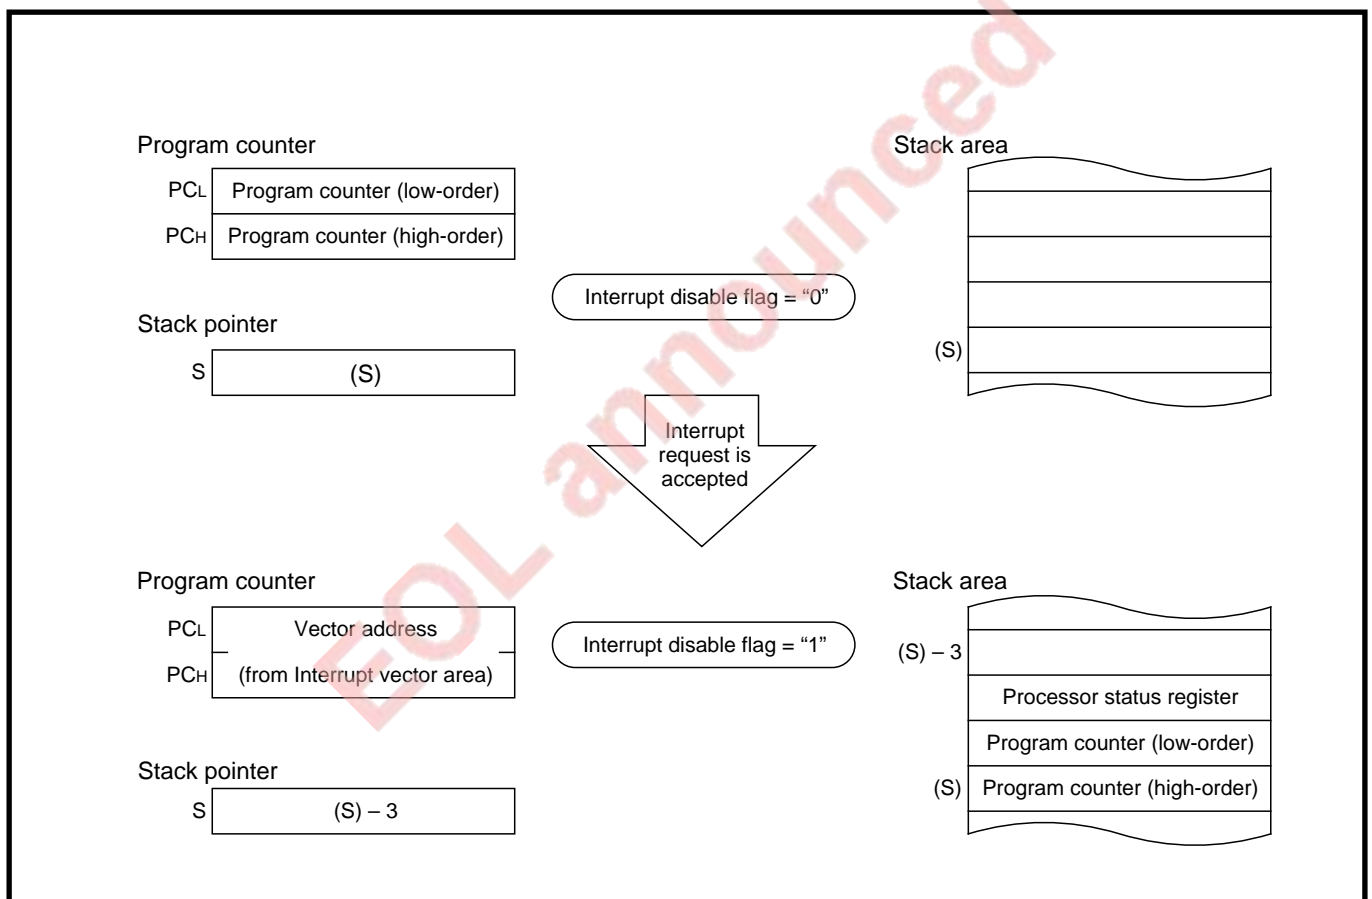 Program counter
PCL Program counter (low-order)
PCH Program counter (high-order)
Stack pointer
S (S)
Interrupt disable flag = “0”
Stack area
(S)
Interrupt
request is
accepted
Program counter
PCL Vector address
PCH (from Interrupt vector area)
Stack pointer
S (S) – 3
Interrupt disable flag = “1”
Stack area
(S) – 3
Processor status register
Program counter (low-order)
(S) Program counter (high-order)
EOL announced